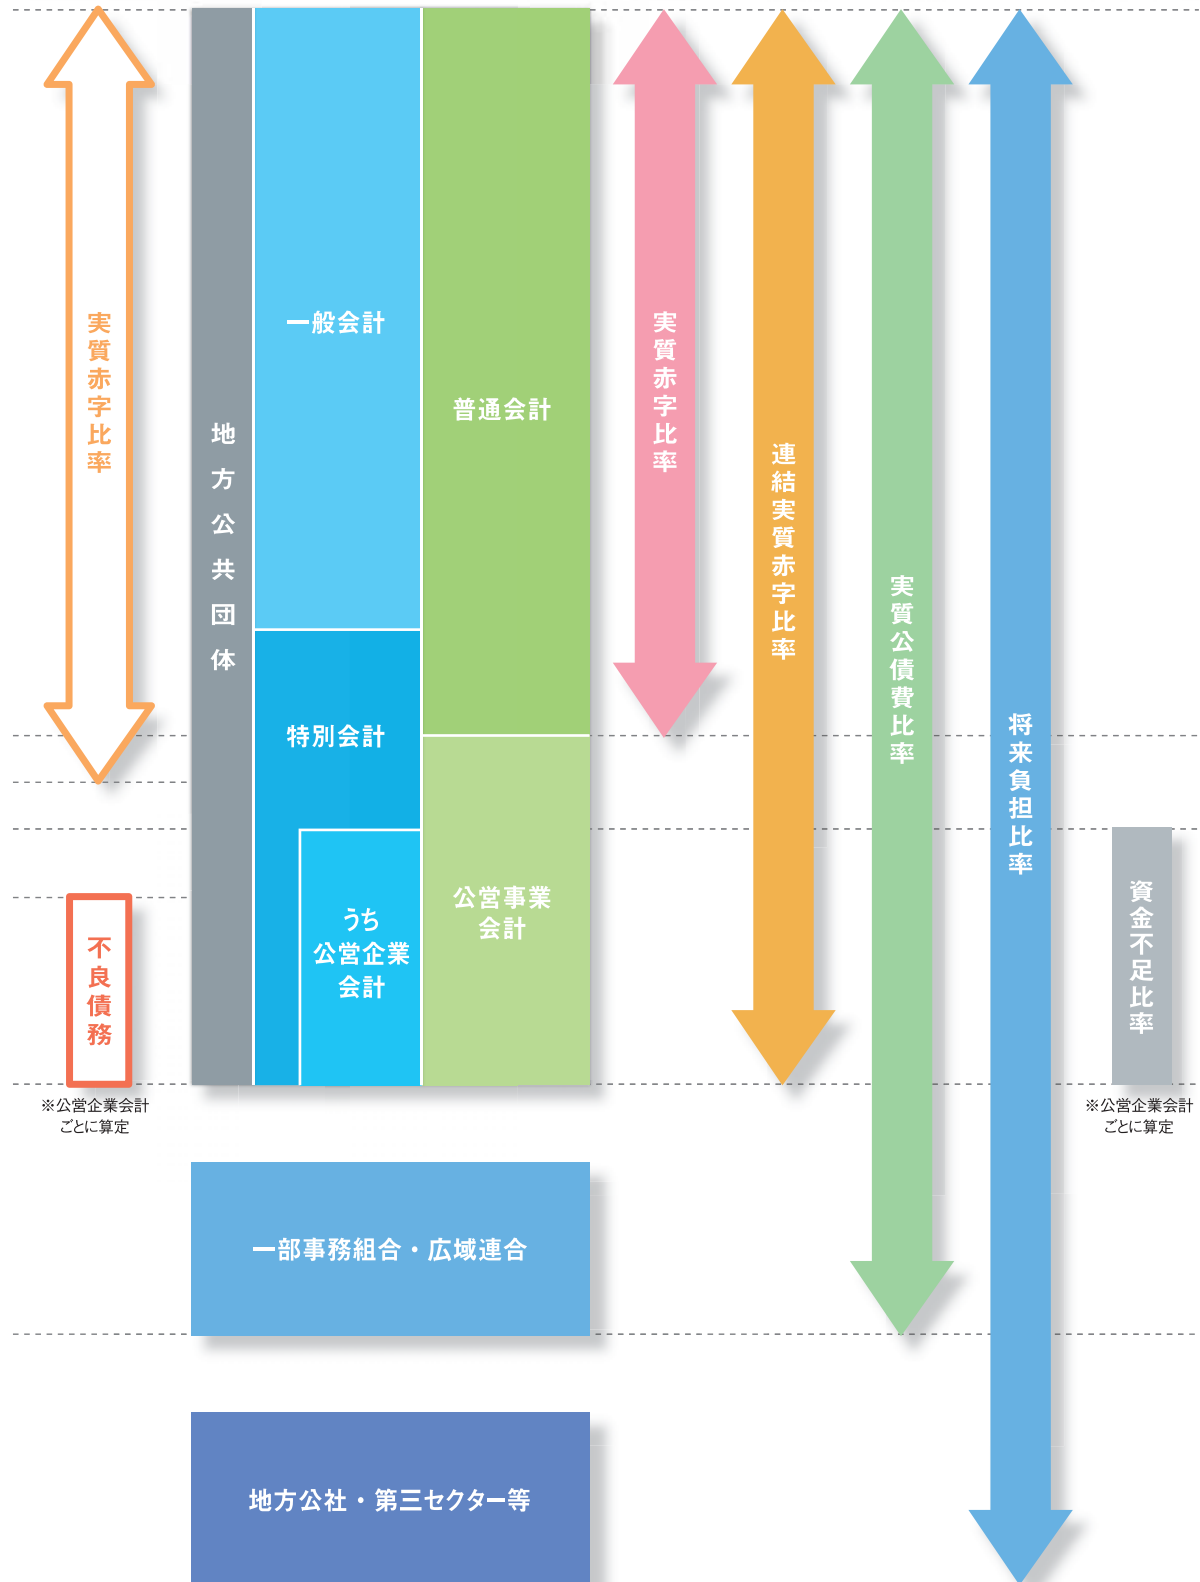 実質赤字比率
不良債務
※公営企業会計
ごとに算定
地方公共団体
一般会計
特別会計
うち
公営企業
会計
普通会計
公営事業
会計
実質赤字比率
連結実質赤字比率
実質公債費比率
将来負担比率
資金不足比率
※公営企業会計
ごとに算定
一部事務組合・広域連合
地方公社・第三セクター等